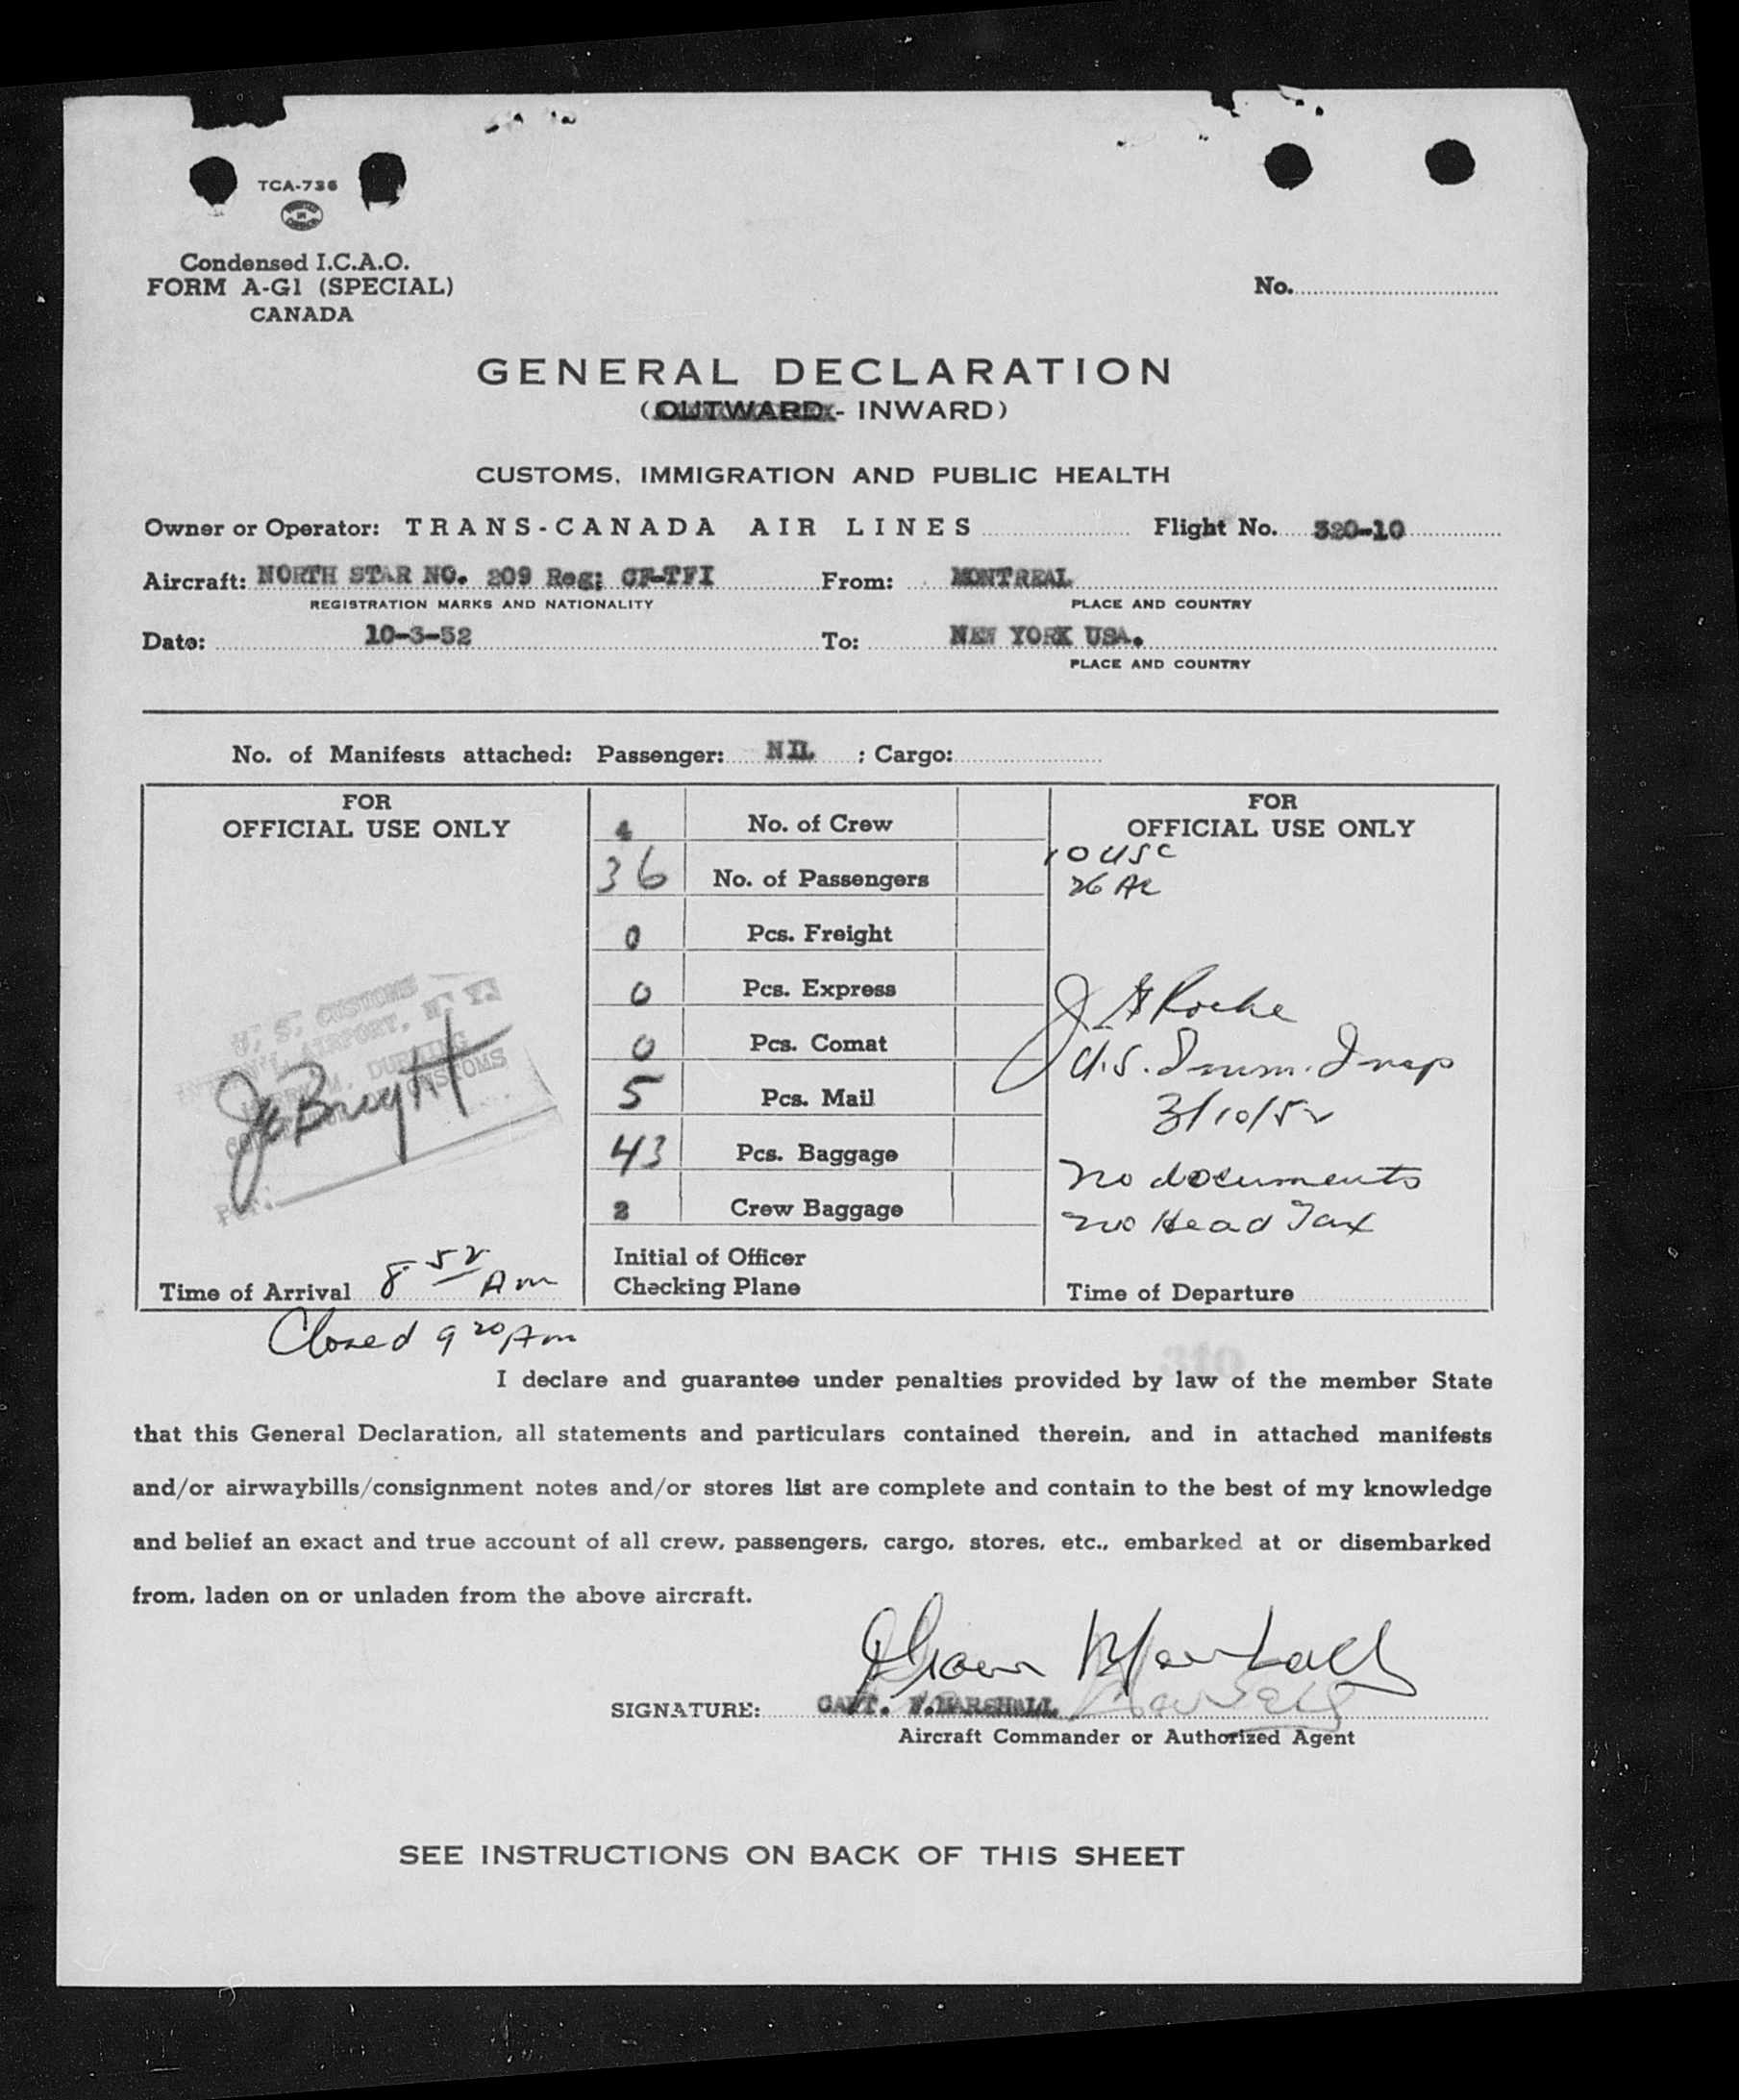 TCA-736
Condensed I.C.A.O.
FORM A-G1 (SPECIAL)
CANADA
No.
GENERAL DECLARATION
(OUTWARD - INWARD)
CUSTOMS, IMMIGRATION AND PUBLIC HEALTH
Owner or Operator: TRANS-CANADA AIR LINES Flight No. 320-10
Aircraft: NORTH STAR NO. 209 Reg: CF-TFI From: MONTREAL
REGISTRATION MARKS AND NATIONALITY PLACE AND COUNTRY
Date: 10-3-52 To: NEW YORK USA.
PLACE AND COUNTRY
No. of Manifests attached: Passenger: NIL ; Cargo:
FOR
OFFICIAL USE ONLY
U. S. CUSTOMS
AIRPORT, N. Y.
CUSTOMS
Per:
Time of Arrival 8 52 Am
Closed 9 20 Am
4 No. of Crew
36 No. of Passengers
0 Pcs. Freight
0 Pcs. Express
0 Pcs. Comat
5 Pcs. Mail
43 Pcs. Baggage
2 Crew Baggage
Initial of Officer
Checking Plane
FOR
OFFICIAL USE ONLY
10 USC
26 AL
Roche
U.S. Imm. Insp
3/10/52
No documents
No Head Tax
Time of Departure
310
I declare and guarantee under penalties provided by law of the member State
that this General Declaration, all statements and particulars contained therein, and in attached manifests
and/or airwaybills/consignment notes and/or stores list are complete and contain to the best of my knowledge
and belief an exact and true account of all crew, passengers, cargo, stores, etc., embarked at or disembarked
from, laden on or unladen from the above aircraft.
Marshall
SIGNATURE: CAPT. F.MARSHALL
Aircraft Commander or Authorized Agent
SEE INSTRUCTIONS ON BACK OF THIS SHEET